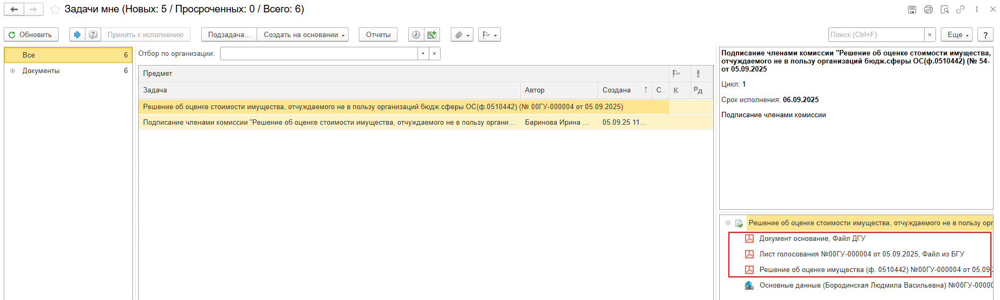 Задачи мне (Новых: 5 / Просроченных: 0 / Всего: 6)
Обновить
Принять к исполнению
Подзадача...
Создать на основании
Отчеты
Поиск (Ctrl+F)
×
Еще
?
Все 6
Документы 6
Отбор по организации:
×
Предмет
Задача Автор Создана ↑ С.. К Рд
Решение об оценке стоимости имущества, отчуждаемого не в пользу организаций бюдж.сферы ОС(ф.0510442) (№ 00ГУ-000004 от 05.09.2025)
Подписание членами комиссии "Решение об оценке стоимости имущества, отчуждаемого не в пользу органи... Баринова Ирина ... 05.09.25 11...
Подписание членами комиссии "Решение об оценке стоимости имущества,
отчуждаемого не в пользу организаций бюдж.сферы ОС(ф.0510442) (№ 54-
от 05.09.2025
Цикл: 1
Срок исполнения: 06.09.2025
Подписание членами комиссии
Решение об оценке стоимости имущества, отчуждаемого не в пользу орг
Документ основание, Файл ДГУ
Лист голосования №00ГУ-000004 от 05.09.2025, Файл из БГУ
Решение об оценке имущества (ф. 0510442) №00ГУ-000004 от 05.09.2
Основные данные (Бородинская Людмила Васильевна) №00ГУ-0000